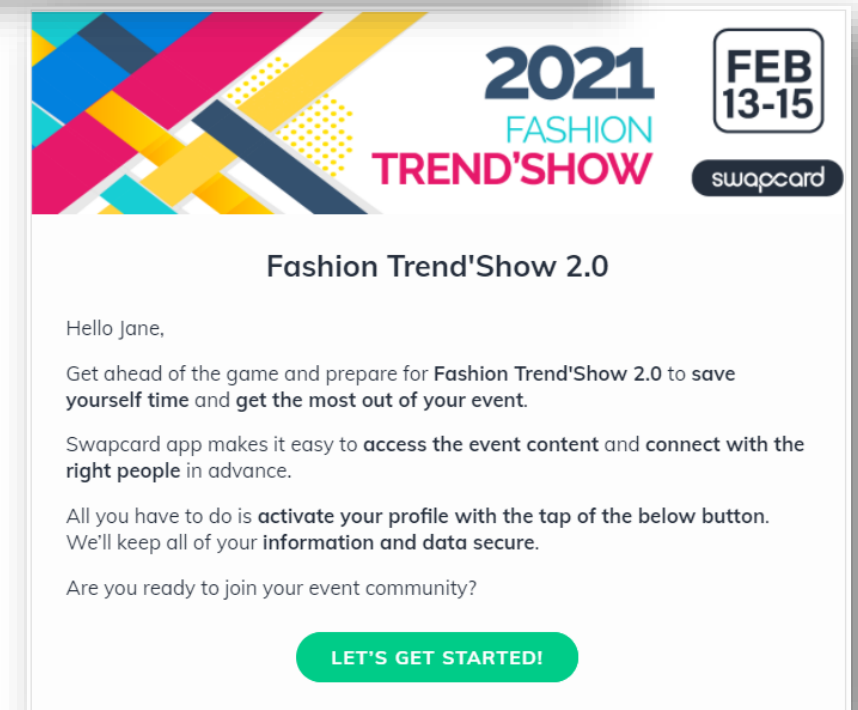 2021
FASHION
TREND'SHOW
FEB
13-15
swapcard
Fashion Trend'Show 2.0
Hello Jane,
Get ahead of the game and prepare for Fashion Trend'Show 2.0 to save
yourself time and get the most out of your event.
Swapcard app makes it easy to access the event content and connect with the
right people in advance.
All you have to do is activate your profile with the tap of the below button.
We’ll keep all of your information and data secure.
Are you ready to join your event community?
LET'S GET STARTED!